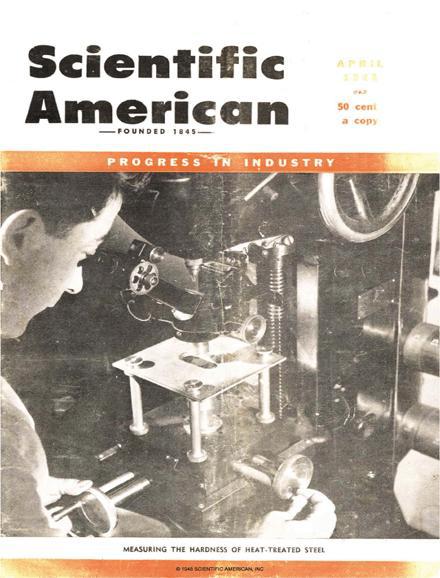 Scientific
American
FOUNDED 1845
APRIL
50 cent
a copy
PROGRESS IN INDUSTRY
MEASURING THE HARDNESS OF HEAT-TREATED STEEL
SCIENTIFIC AMERICAN, INC